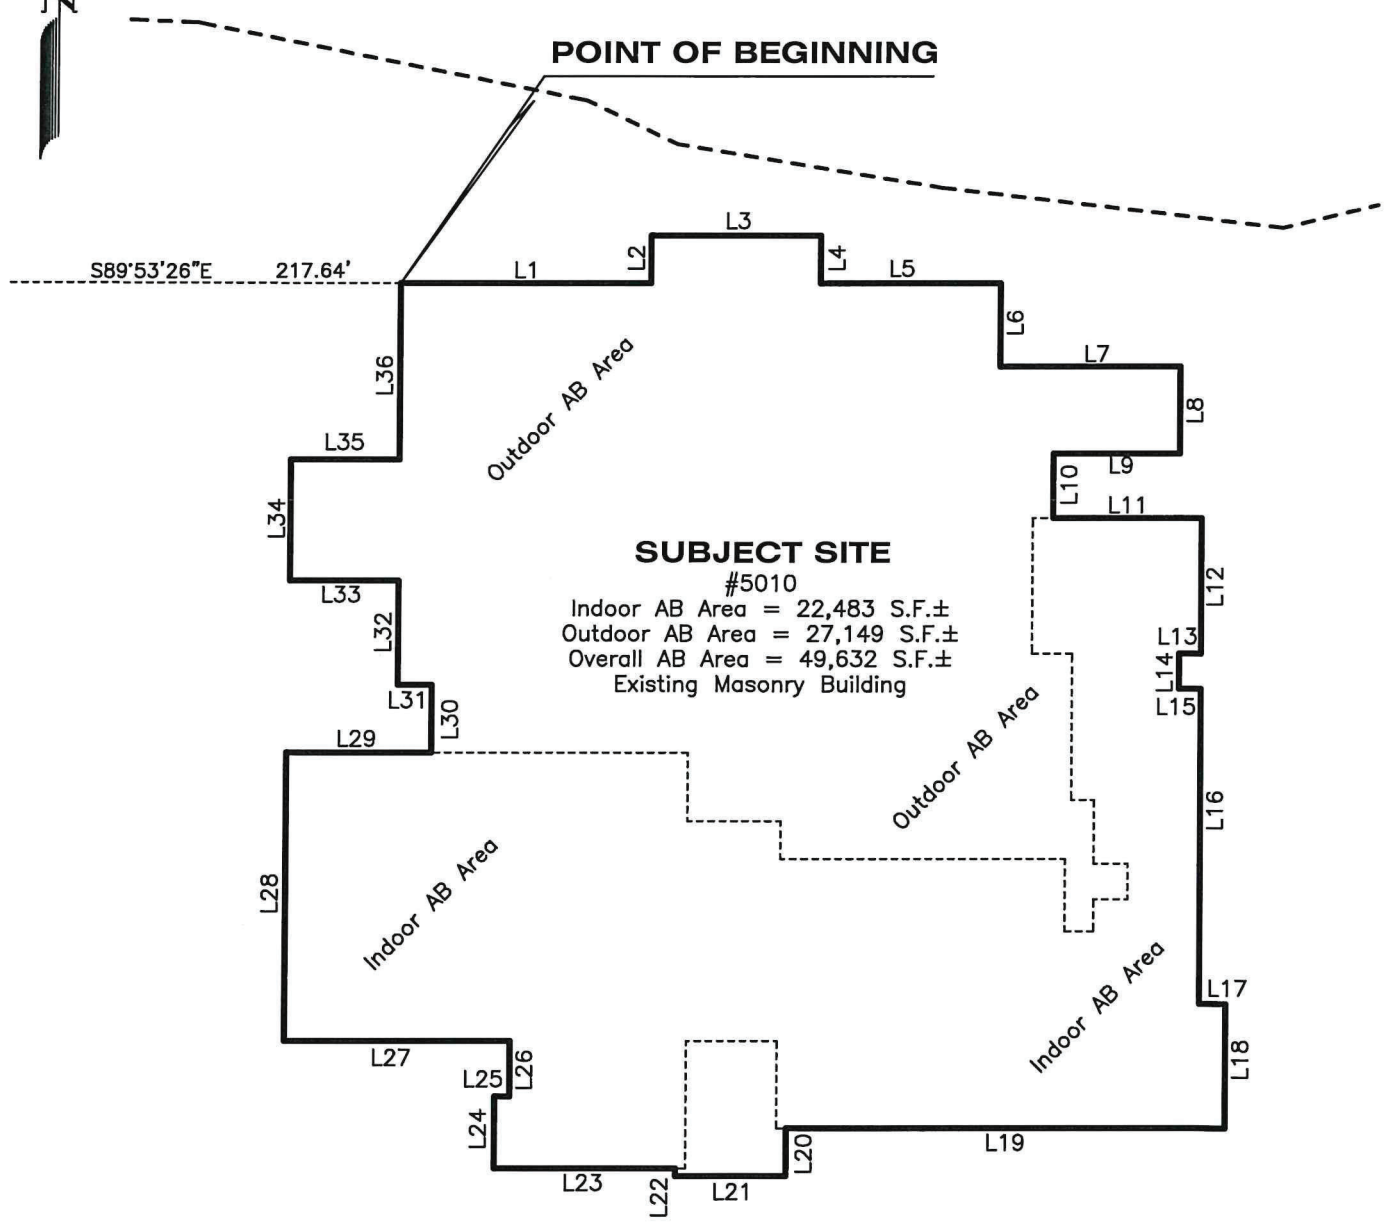 N
POINT OF BEGINNING
L3
L2
L4
S89°53'26"E 217.64'
L1
L5
L6
L7
L36
Outdoor AB Area
L8
L35
L9
L10
L11
L34
SUBJECT SITE
#5010
Indoor AB Area = 22,483 S.F.±
Outdoor AB Area = 27,149 S.F.±
Overall AB Area = 49,632 S.F.±
Existing Masonry Building
L12
L33
L32
L13
L14
L15
L31
L30
L29
Outdoor AB Area
L16
L28
Indoor AB Area
Indoor AB Area
L17
L18
L27
L26
L25
L24
L23
L22
L21
L20
L19